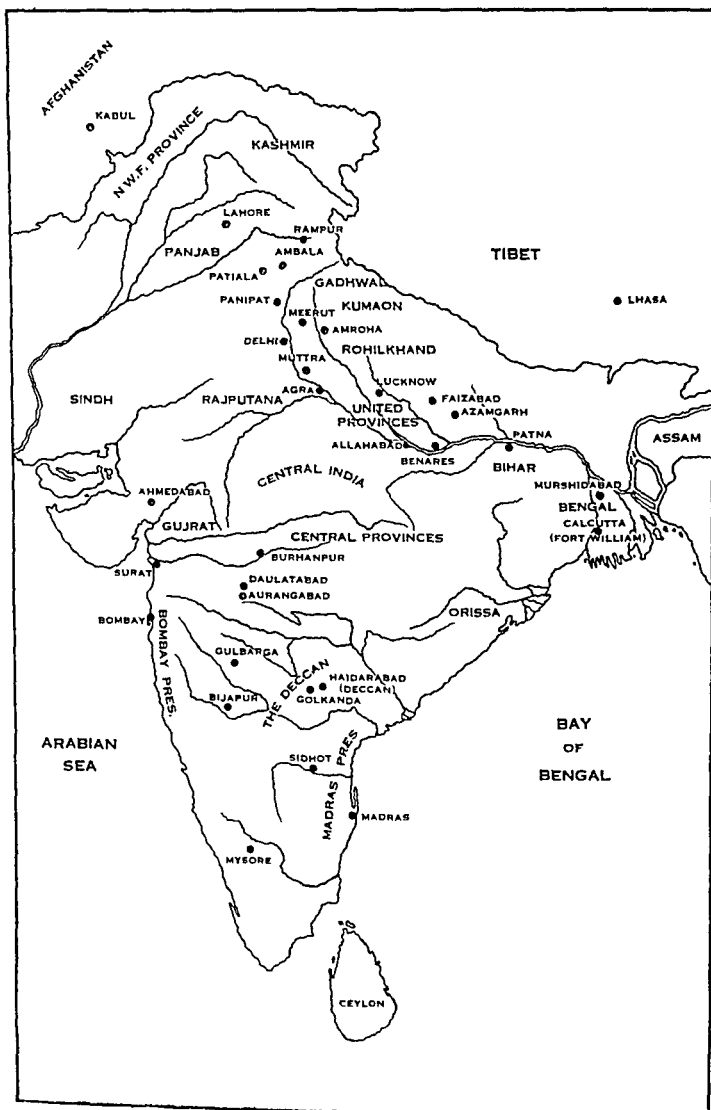 AFGHANISTAN
KABUL
N.W.F. PROVINCE
KASHMIR
LAHORE
RAMPUR
PANJAB
AMBALA
TIBET
PATIALA
GADHWAL
PANIPAT
KUMAON
LHASA
MEERUT
AMROHA
DELHI
ROHILKHAND
MUTTRA
LUCKNOW
SINDH
RAJPUTANA
AGRA
FAIZABAD
UNITED
PROVINCES
AZAMGARH
PATNA
ASSAM
ALLAHABAD
BENARES
BIHAR
CENTRAL INDIA
MURSHIDABAD
AHMEDABAD
BENGAL
GUJRAT
CALCUTTA
(FORT WILLIAM)
CENTRAL PROVINCES
BURHANPUR
SURAT
DAULATABAD
AURANGABAD
ORISSA
BOMBAY
BOMBAY PRES.
GULBARGA
THE DECCAN
HAIDARABAD
(DECCAN)
GOLKANDA
BIJAPUR
ARABIAN
SEA
BAY
OF
BENGAL
SIDHOT
MADRAS PRES
MADRAS
MYSORE
CEYLON